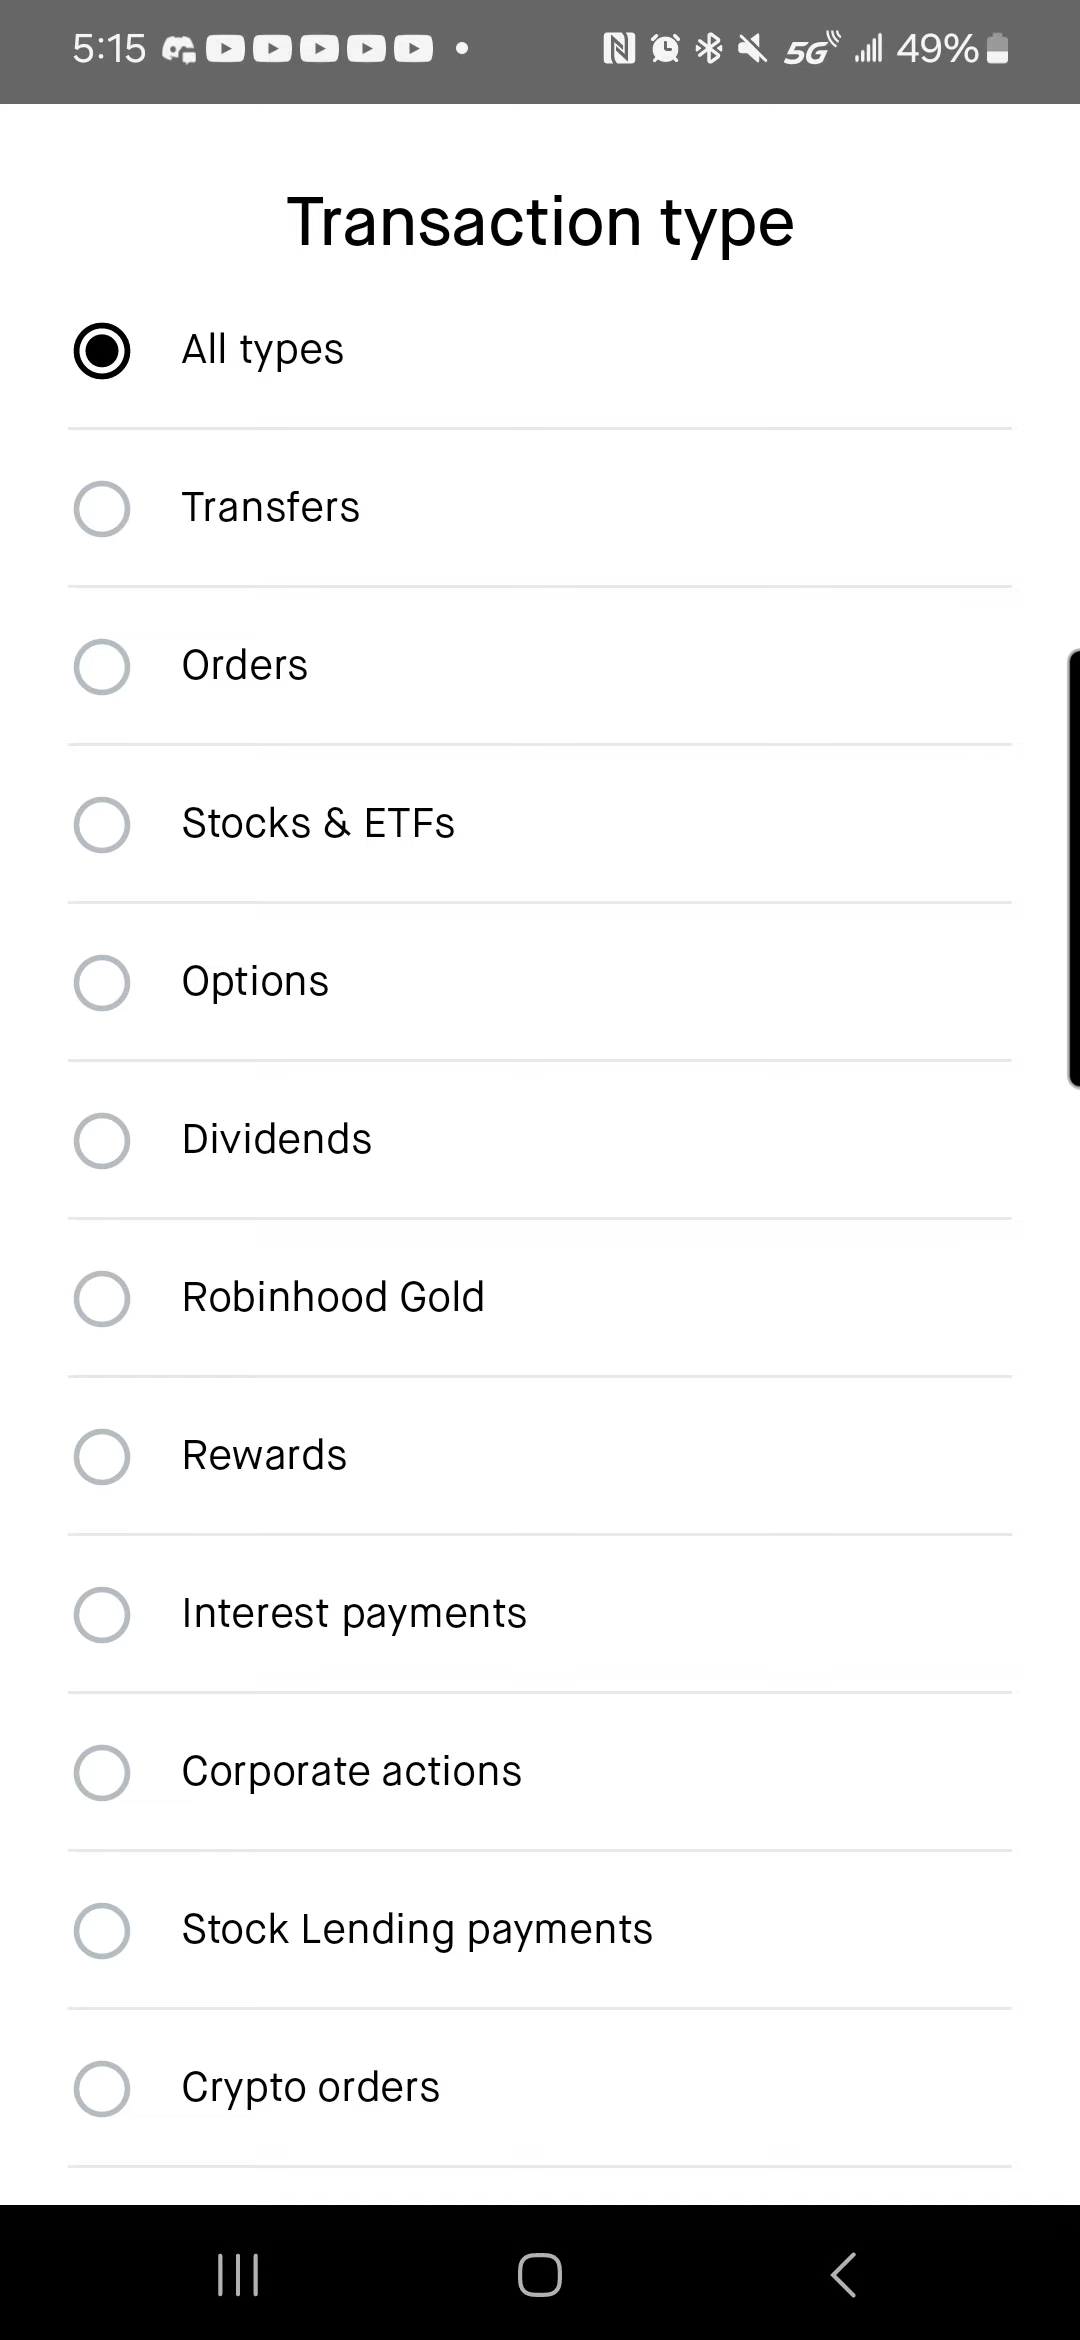 5:15 5G 49%
Transaction type
All types
Transfers
Orders
Stocks & ETFs
Options
Dividends
Robinhood Gold
Rewards
Interest payments
Corporate actions
Stock Lending payments
Crypto orders